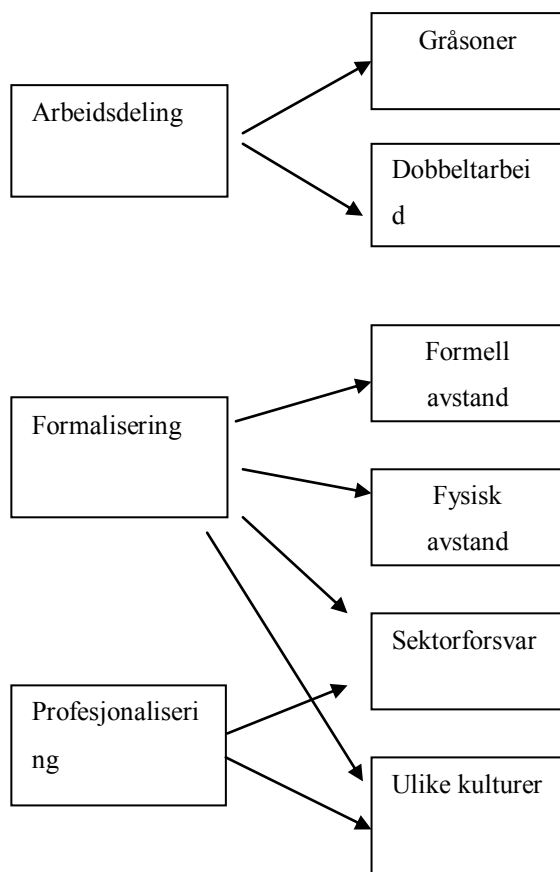 Gråsoner
Arbeidsdeling
Dobbeltarbei
d
Formell
avstand
Formalisering
Fysisk
avstand
Sektorforsvar
Profesjonaliseri
ng
Ulike kulturer